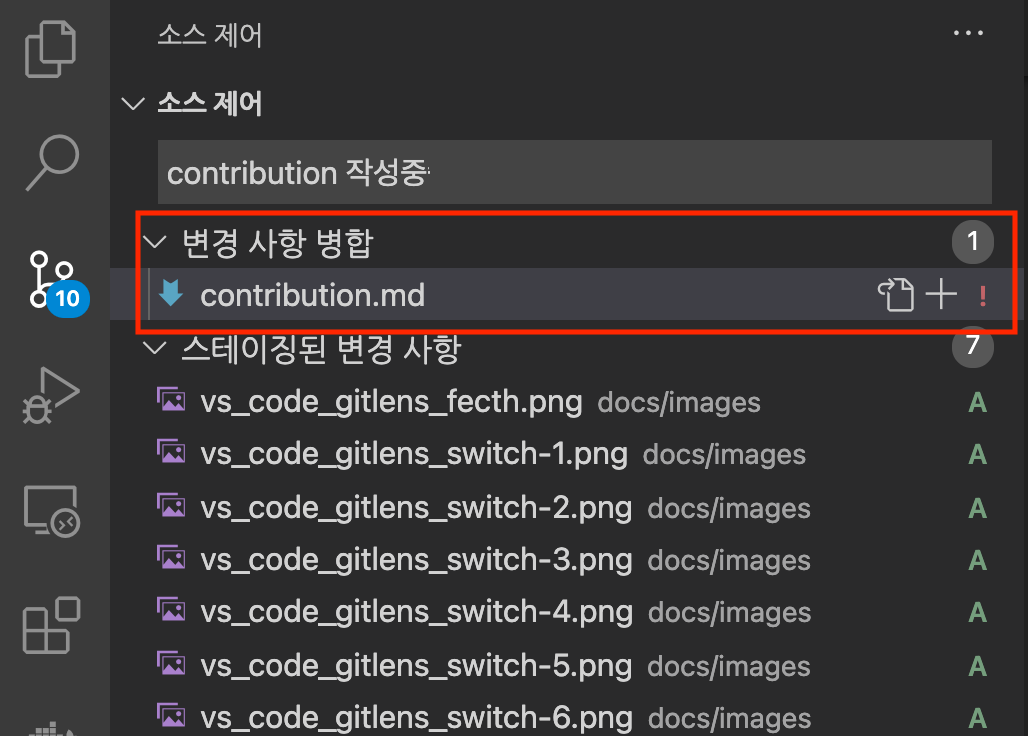 소스 제어 ...
소스 제어
contribution 작성중
변경 사항 병합 1
contribution.md !
10
스테이징된 변경 사항 7
vs_code_gitlens_fecth.png docs/images A
vs_code_gitlens_switch-1.png docs/images A
vs_code_gitlens_switch-2.png docs/images A
vs_code_gitlens_switch-3.png docs/images A
vs_code_gitlens_switch-4.png docs/images A
vs_code_gitlens_switch-5.png docs/images A
vs_code_gitlens_switch-6.png docs/images A